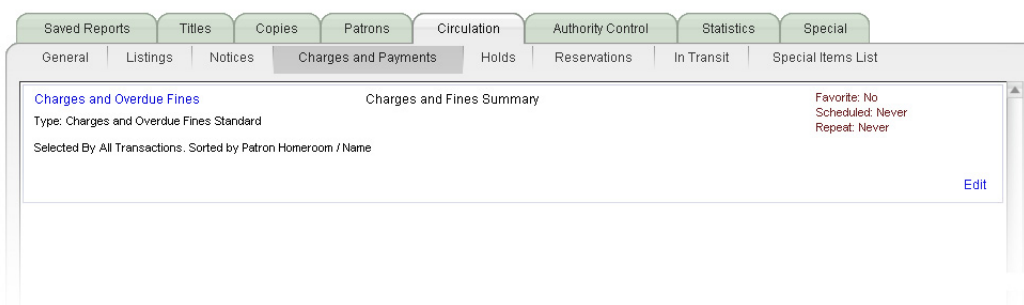 Saved Reports Titles Copies Patrons Circulation Authority Control Statistics Special
General Listings Notices Charges and Payments Holds Reservations In Transit Special Items List
Charges and Overdue Fines Charges and Fines Summary Favorite: No
Scheduled: Never
Type: Charges and Overdue Fines Standard
Repeat: Never
Selected By All Transactions. Sorted by Patron Homeroom / Name
Edit